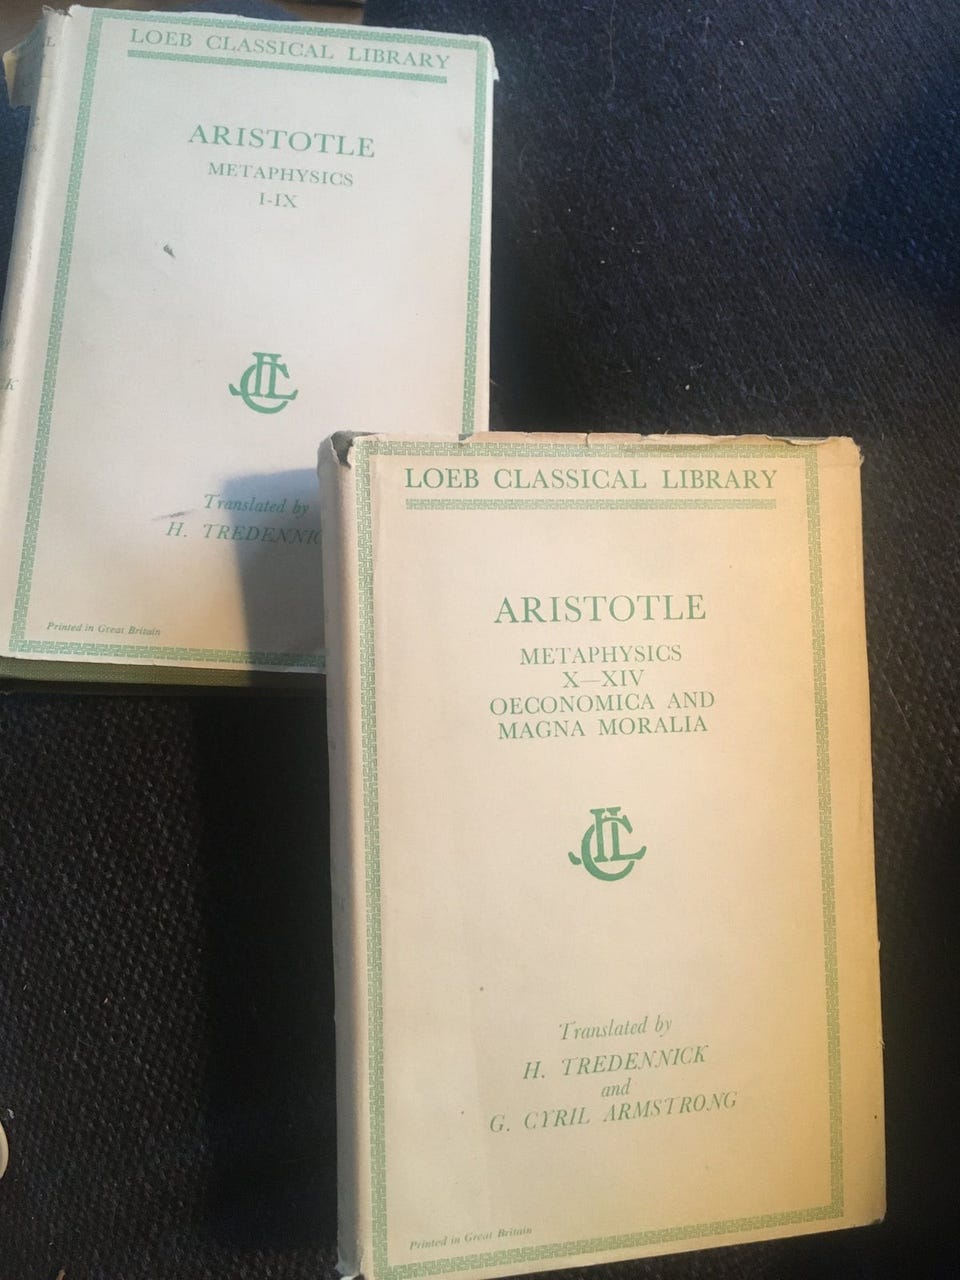 LOEB CLASSICAL LIBRARY
ARISTOTLE
METAPHYSICS
I-IX
Translated by
H. TREDENNIC
Printed in Great Britain
LOEB CLASSICAL LIBRARY
ARISTOTLE
METAPHYSICS
X—XIV
OECONOMICA AND
MAGNA MORALIA
Translated by
H. TREDENNICK
and
G. CYRIL ARMSTRONG
Printed in Great Britain